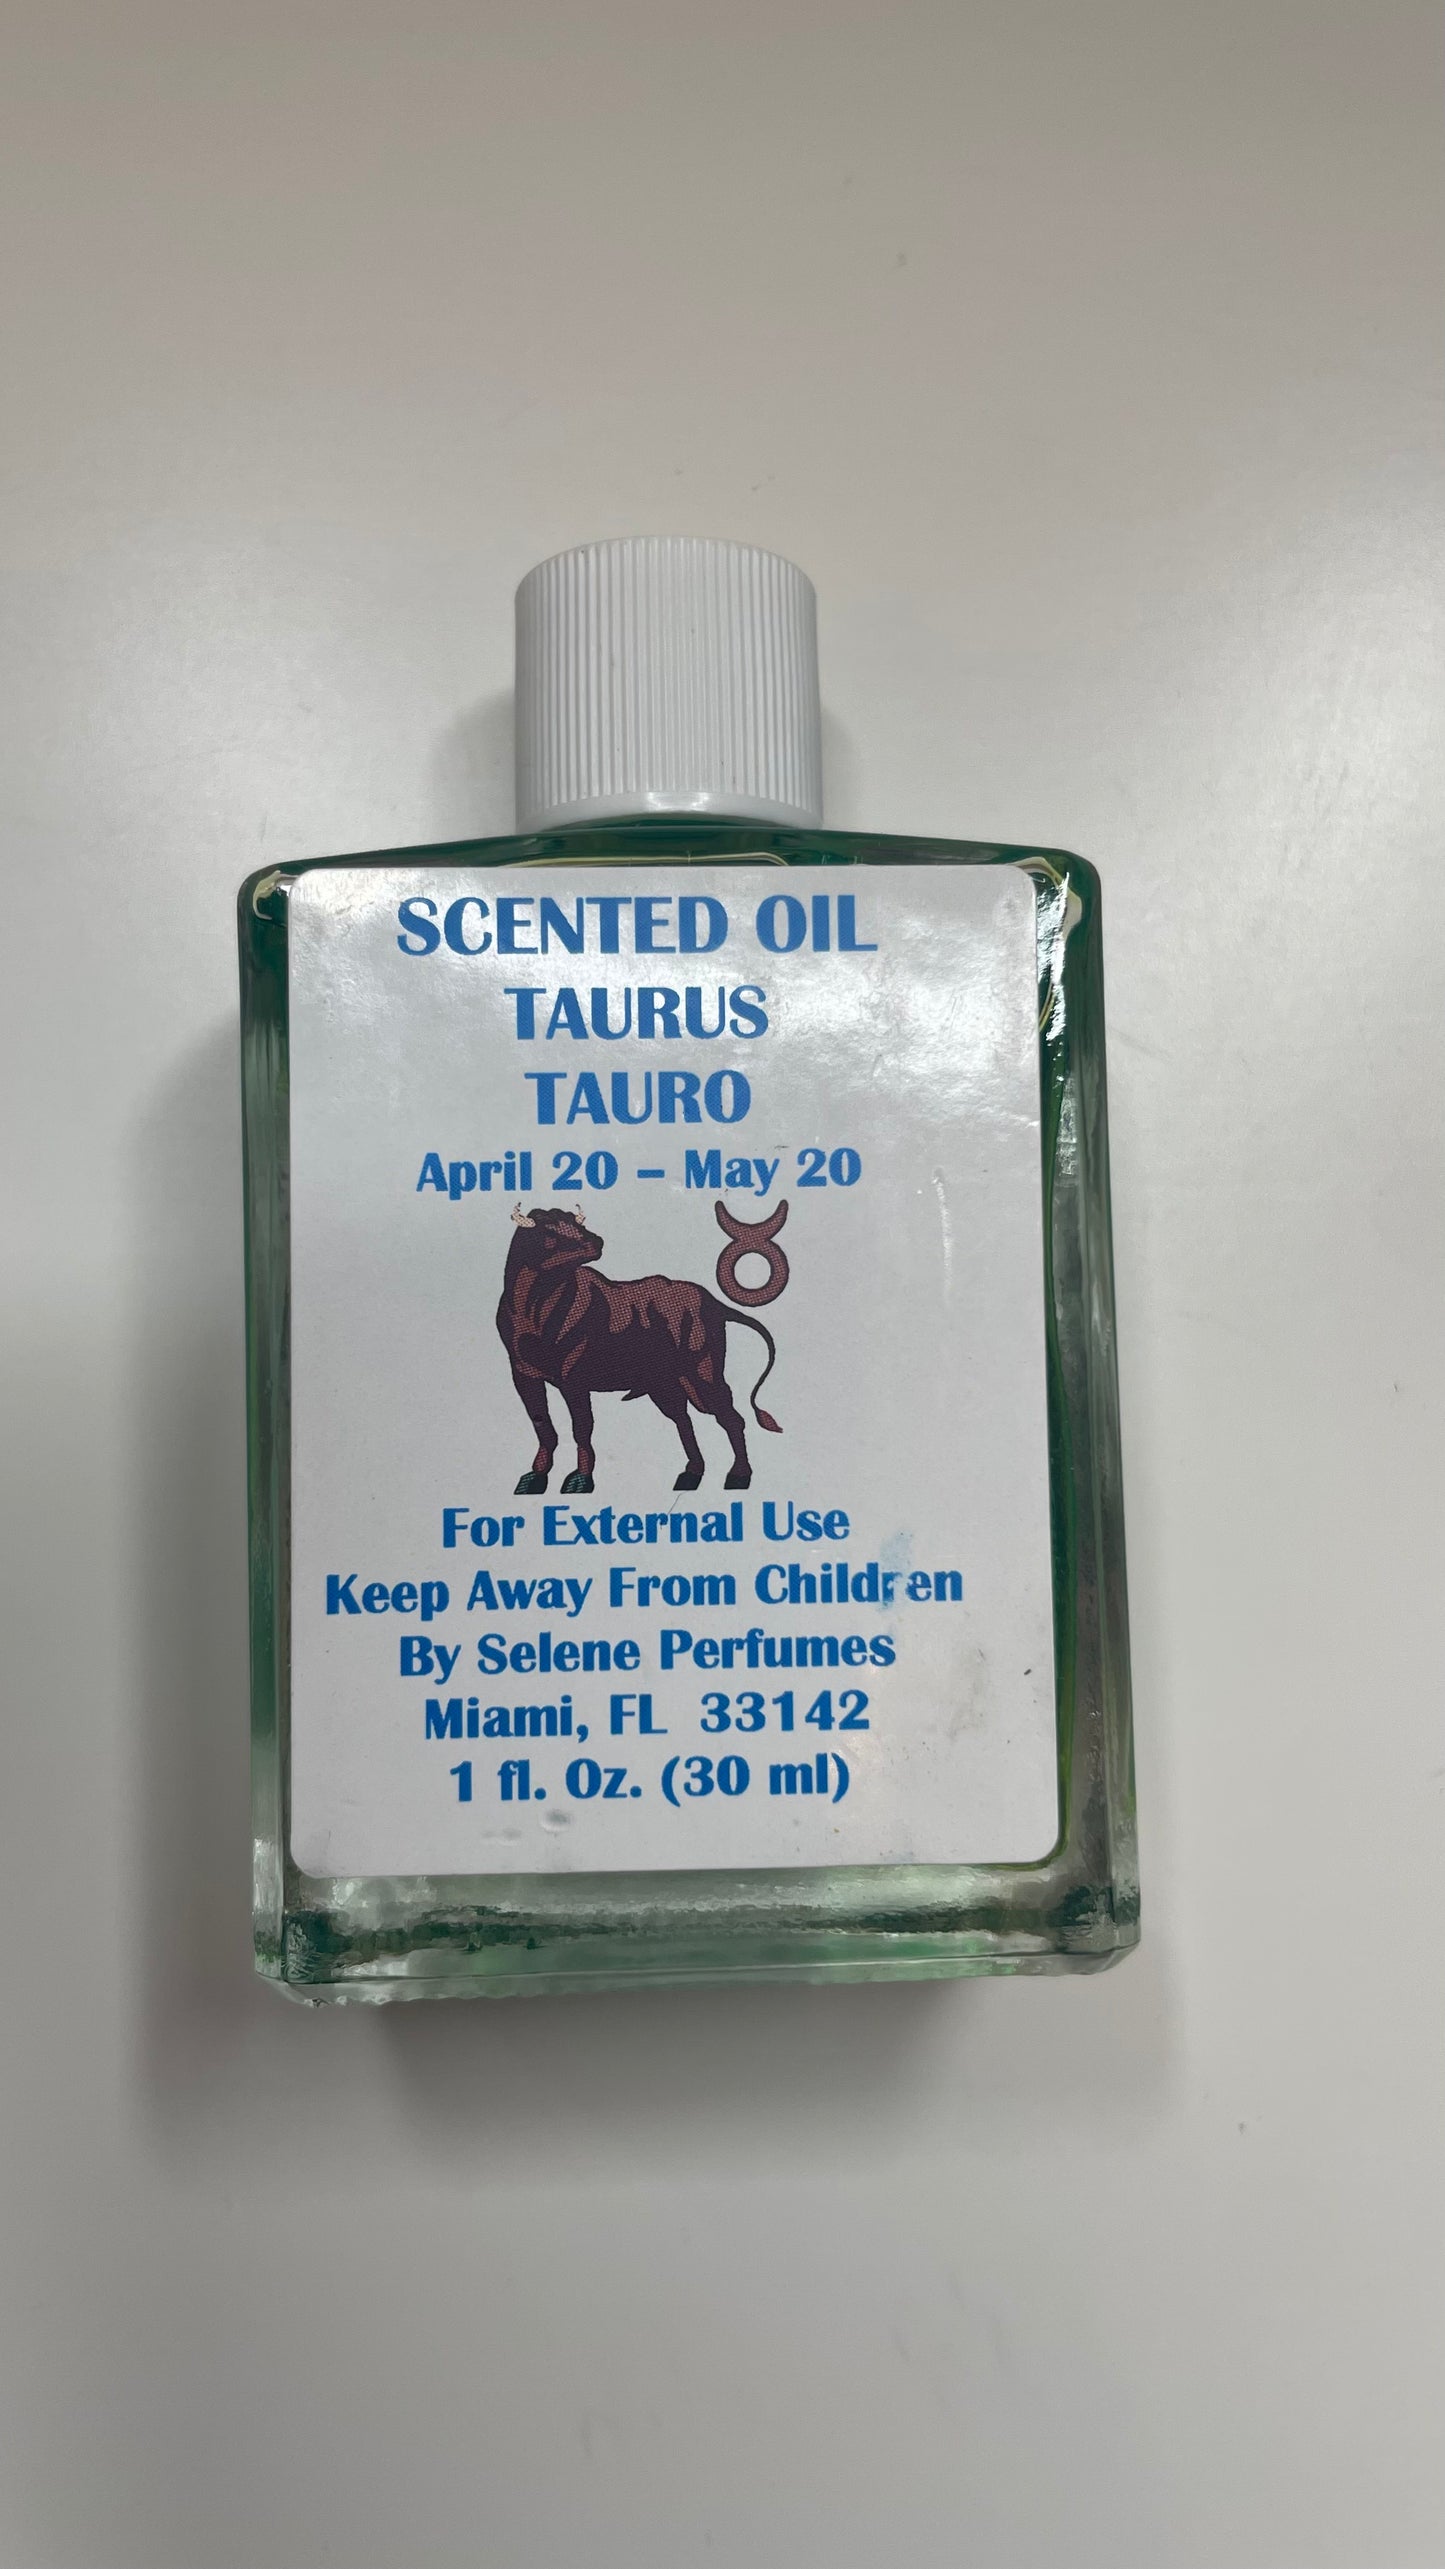 SCENTED OIL
TAURUS
TAURO
April 20 – May 20
For External Use
Keep Away From Children
By Selene Perfumes
Miami, FL 33142
1 fl. Oz. (30 ml)